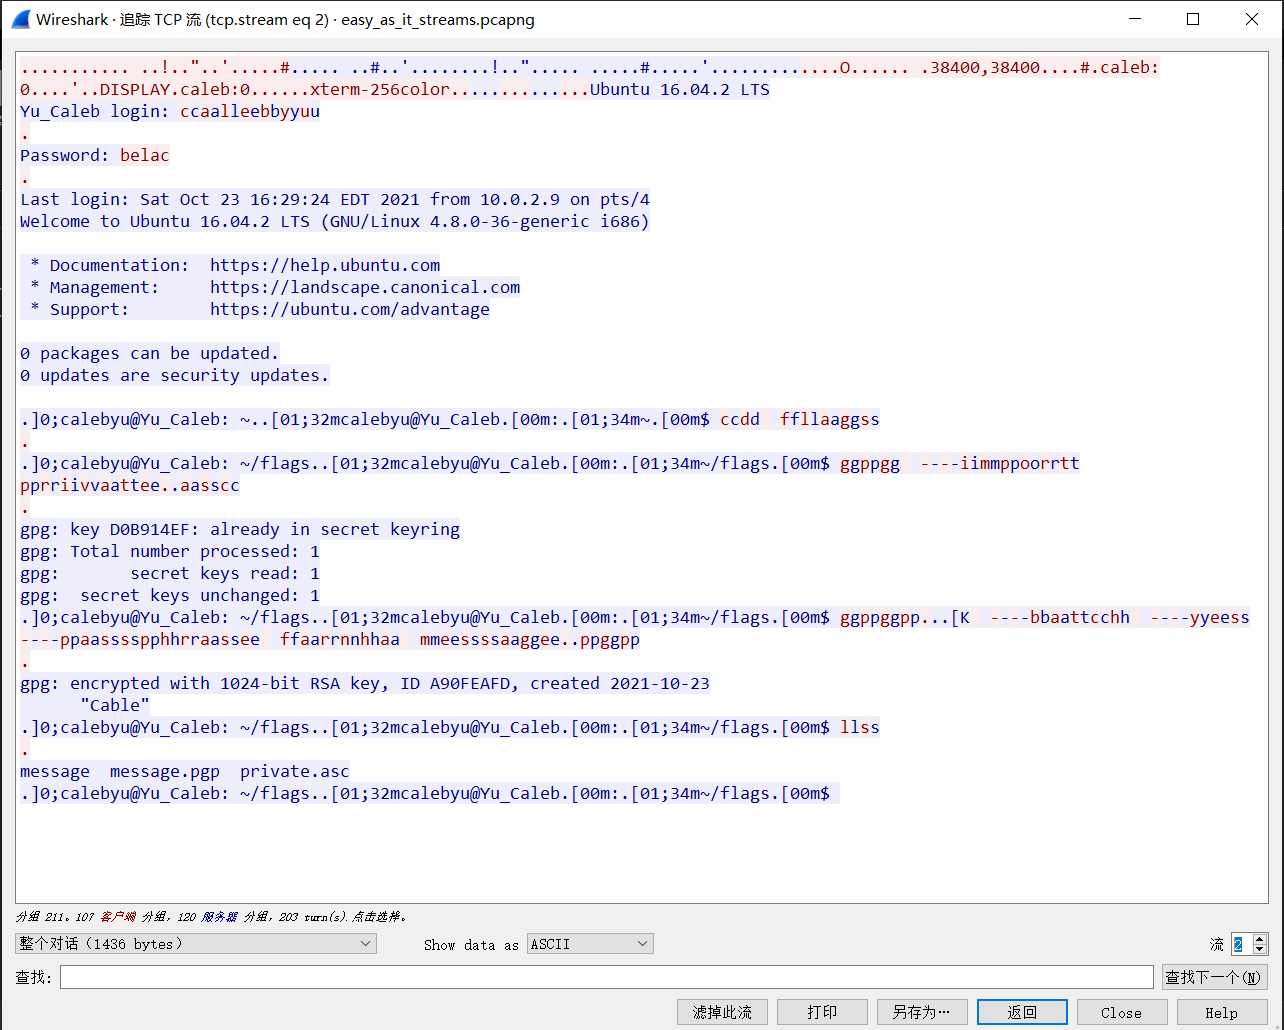 Wireshark · 追踪 TCP 流 (tcp.stream eq 2) · easy_as_it_streams.pcapng
........... ..!.."..'.....#..... ..#..'........!.."..... .....#.....'.............O...... .38400,38400....#.caleb:
0....'..DISPLAY.caleb:0......xterm-256color..............Ubuntu 16.04.2 LTS
Yu_Caleb login: ccaalleebbyyuu
.
Password: belac
.
Last login: Sat Oct 23 16:29:24 EDT 2021 from 10.0.2.9 on pts/4
Welcome to Ubuntu 16.04.2 LTS (GNU/Linux 4.8.0-36-generic i686)
* Documentation:  https://help.ubuntu.com
* Management:     https://landscape.canonical.com
* Support:        https://ubuntu.com/advantage
0 packages can be updated.
0 updates are security updates.
.]0;calebyu@Yu_Caleb: ~..[01;32mcalebyu@Yu_Caleb.[00m:.[01;34m~.[00m$ ccdd  ffllaaggss
.
.]0;calebyu@Yu_Caleb: ~/flags..[01;32mcalebyu@Yu_Caleb.[00m:.[01;34m~/flags.[00m$ ggppgg  ----iimmppoorrtt
pprriivvaattee..aasscc
.
gpg: key D0B914EF: already in secret keyring
gpg: Total number processed: 1
gpg:       secret keys read: 1
gpg:  secret keys unchanged: 1
.]0;calebyu@Yu_Caleb: ~/flags..[01;32mcalebyu@Yu_Caleb.[00m:.[01;34m~/flags.[00m$ ggppggpp...[K  ----bbaattcchh  ----yyeess
----ppaasssspphhrraassee  ffaarrnnhhaa  mmeessssaaggee..ppggpp
.
gpg: encrypted with 1024-bit RSA key, ID A90FEAFD, created 2021-10-23
"Cable"
.]0;calebyu@Yu_Caleb: ~/flags..[01;32mcalebyu@Yu_Caleb.[00m:.[01;34m~/flags.[00m$ llss
.
message  message.pgp  private.asc
.]0;calebyu@Yu_Caleb: ~/flags..[01;32mcalebyu@Yu_Caleb.[00m:.[01;34m~/flags.[00m$
分组 211。107 客户端 分组, 120 服务器 分组, 203 turn(s). 点击选择。
整个对话（1436 bytes） Show data as ASCII 流 2
查找: 查找下一个(N)
滤掉此流 打印 另存为… 返回 Close Help